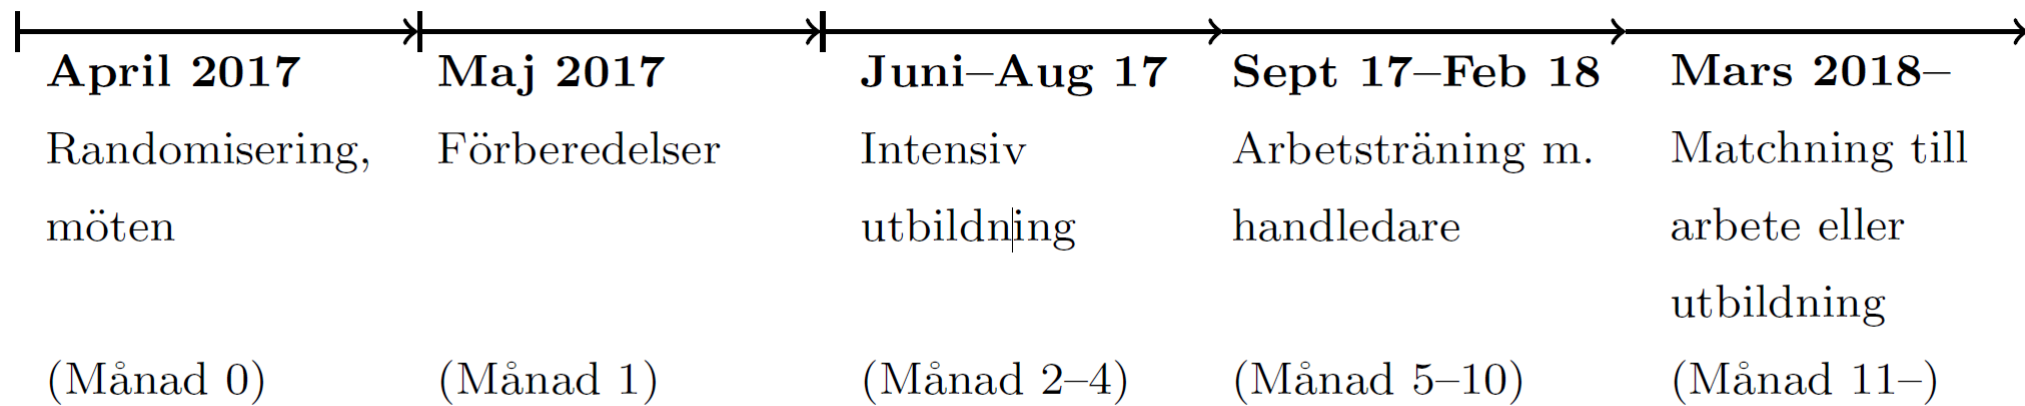 April 2017
Randomisering,
möten
(Månad 0)
Maj 2017
Förberedelser
(Månad 1)
Juni–Aug 17
Intensiv
utbildning
(Månad 2–4)
Sept 17–Feb 18
Arbetsträning m.
handledare
(Månad 5–10)
Mars 2018–
Matchning till
arbete eller
utbildning
(Månad 11–)